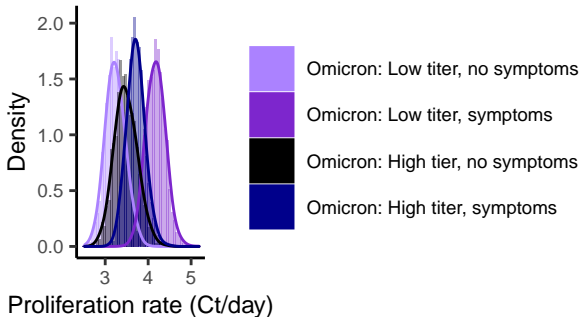 2.0
1.5
1.0
0.5
0.0
Density
3 4 5
Proliferation rate (Ct/day)
Omicron: Low titer, no symptoms
Omicron: Low titer, symptoms
Omicron: High tier, no symptoms
Omicron: High titer, symptoms